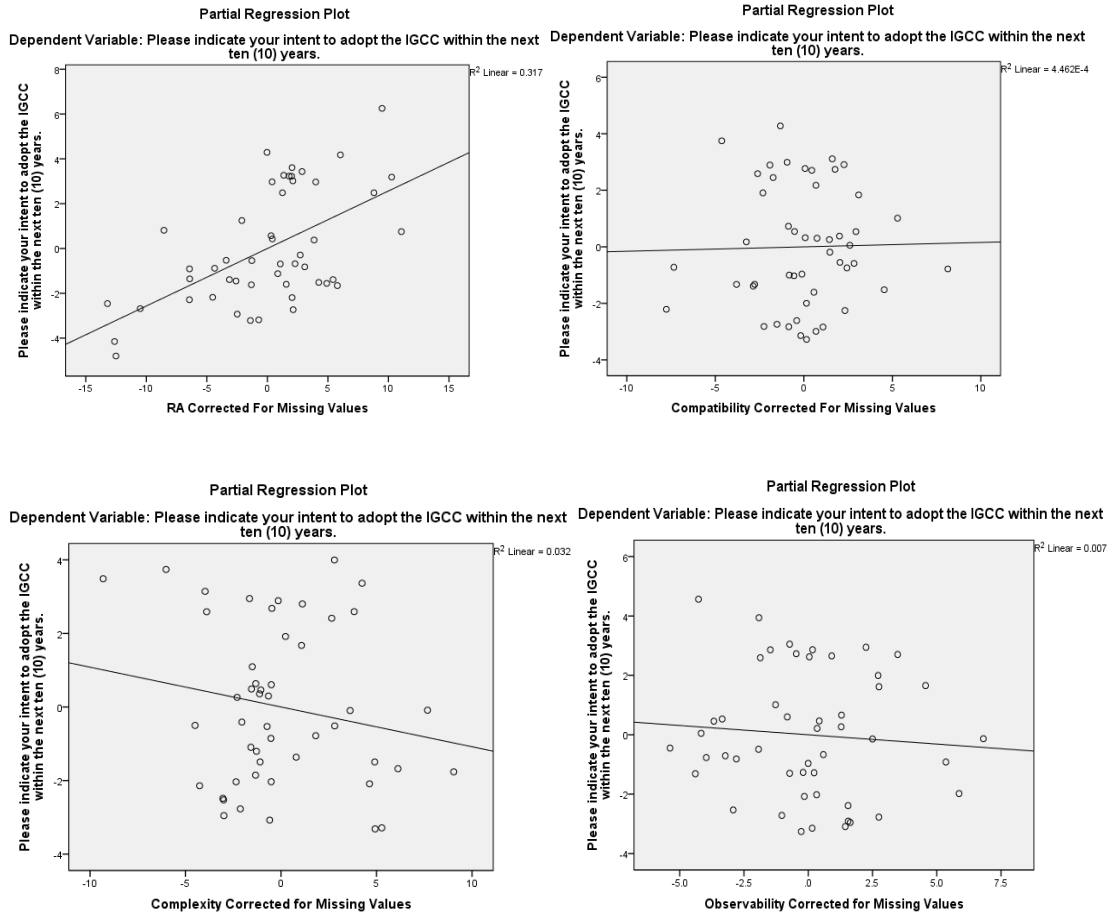 Partial Regression Plot
Dependent Variable: Please indicate your intent to adopt the IGCC within the next
ten (10) years.
R² Linear = 0.317
Please indicate your intent to adopt the IGCC
within the next ten (10) years.
8
6
4
2
0
-2
-4
-15
-10
-5
0
5
10
15
RA Corrected For Missing Values
Partial Regression Plot
Dependent Variable: Please indicate your intent to adopt the IGCC within the next
ten (10) years.
R² Linear = 4.462E-4
Please indicate your intent to adopt the IGCC
within the next ten (10) years.
6
4
2
0
-2
-4
-10
-5
0
5
10
Compatibility Corrected For Missing Values
Partial Regression Plot
Dependent Variable: Please indicate your intent to adopt the IGCC within the next
ten (10) years.
R² Linear = 0.032
Please indicate your intent to adopt the IGCC
within the next ten (10) years.
4
2
0
-2
-4
-10
-5
0
5
10
Complexity Corrected for Missing Values
Partial Regression Plot
Dependent Variable: Please indicate your intent to adopt the IGCC within the next
ten (10) years.
R² Linear = 0.007
Please indicate your intent to adopt the IGCC
within the next ten (10) years.
6
4
2
0
-2
-4
-5.0
-2.5
.0
2.5
5.0
7.5
Observability Corrected for Missing Values